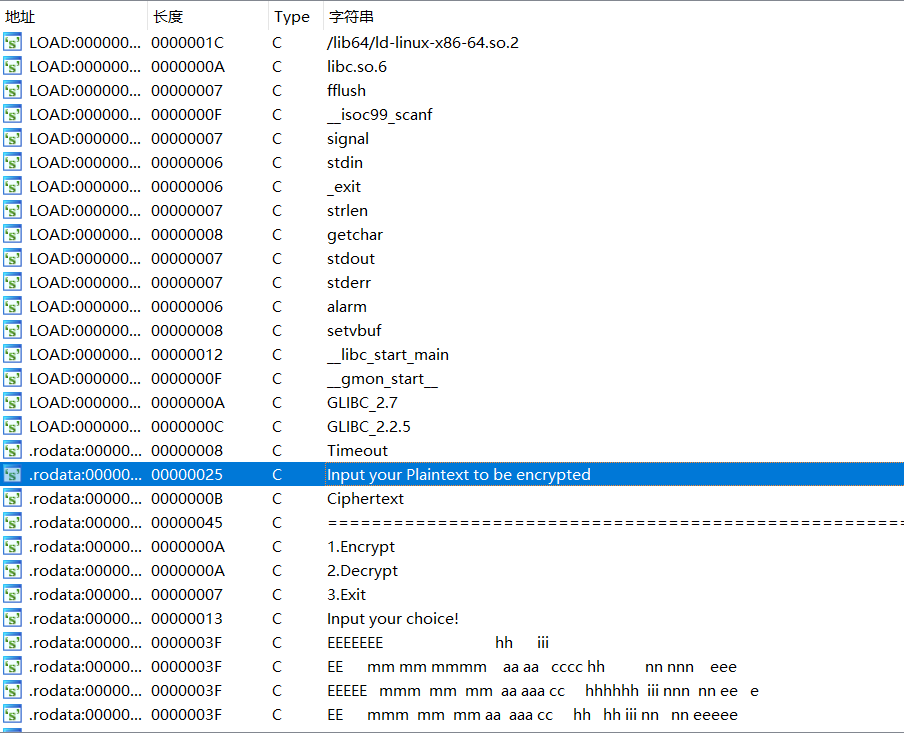 地址 长度 Type 字符串
LOAD:000000... 0000001C C /lib64/ld-linux-x86-64.so.2
LOAD:000000... 0000000A C libc.so.6
LOAD:000000... 00000007 C fflush
LOAD:000000... 0000000F C __isoc99_scanf
LOAD:000000... 00000007 C signal
LOAD:000000... 00000006 C stdin
LOAD:000000... 00000006 C _exit
LOAD:000000... 00000007 C strlen
LOAD:000000... 00000008 C getchar
LOAD:000000... 00000007 C stdout
LOAD:000000... 00000007 C stderr
LOAD:000000... 00000006 C alarm
LOAD:000000... 00000008 C setvbuf
LOAD:000000... 00000012 C __libc_start_main
LOAD:000000... 0000000F C __gmon_start__
LOAD:000000... 0000000A C GLIBC_2.7
LOAD:000000... 0000000C C GLIBC_2.2.5
.rodata:00000... 00000008 C Timeout
.rodata:00000... 00000025 C Input your Plaintext to be encrypted
.rodata:00000... 0000000B C Ciphertext
.rodata:00000... 00000045 C ====================================================
.rodata:00000... 0000000A C 1.Encrypt
.rodata:00000... 0000000A C 2.Decrypt
.rodata:00000... 00000007 C 3.Exit
.rodata:00000... 00000013 C Input your choice!
.rodata:00000... 0000003F C EEEEEEE hh iii
.rodata:00000... 0000003F C EE mm mm mmmm aa aa cccc hh nn nnn eee
.rodata:00000... 0000003F C EEEEE mmm mm mm aa aaa cc hhhhhh iii nnn nn ee e
.rodata:00000... 0000003F C EE mmm mm mm aa aaa cc hh hh iii nn nn eeeee